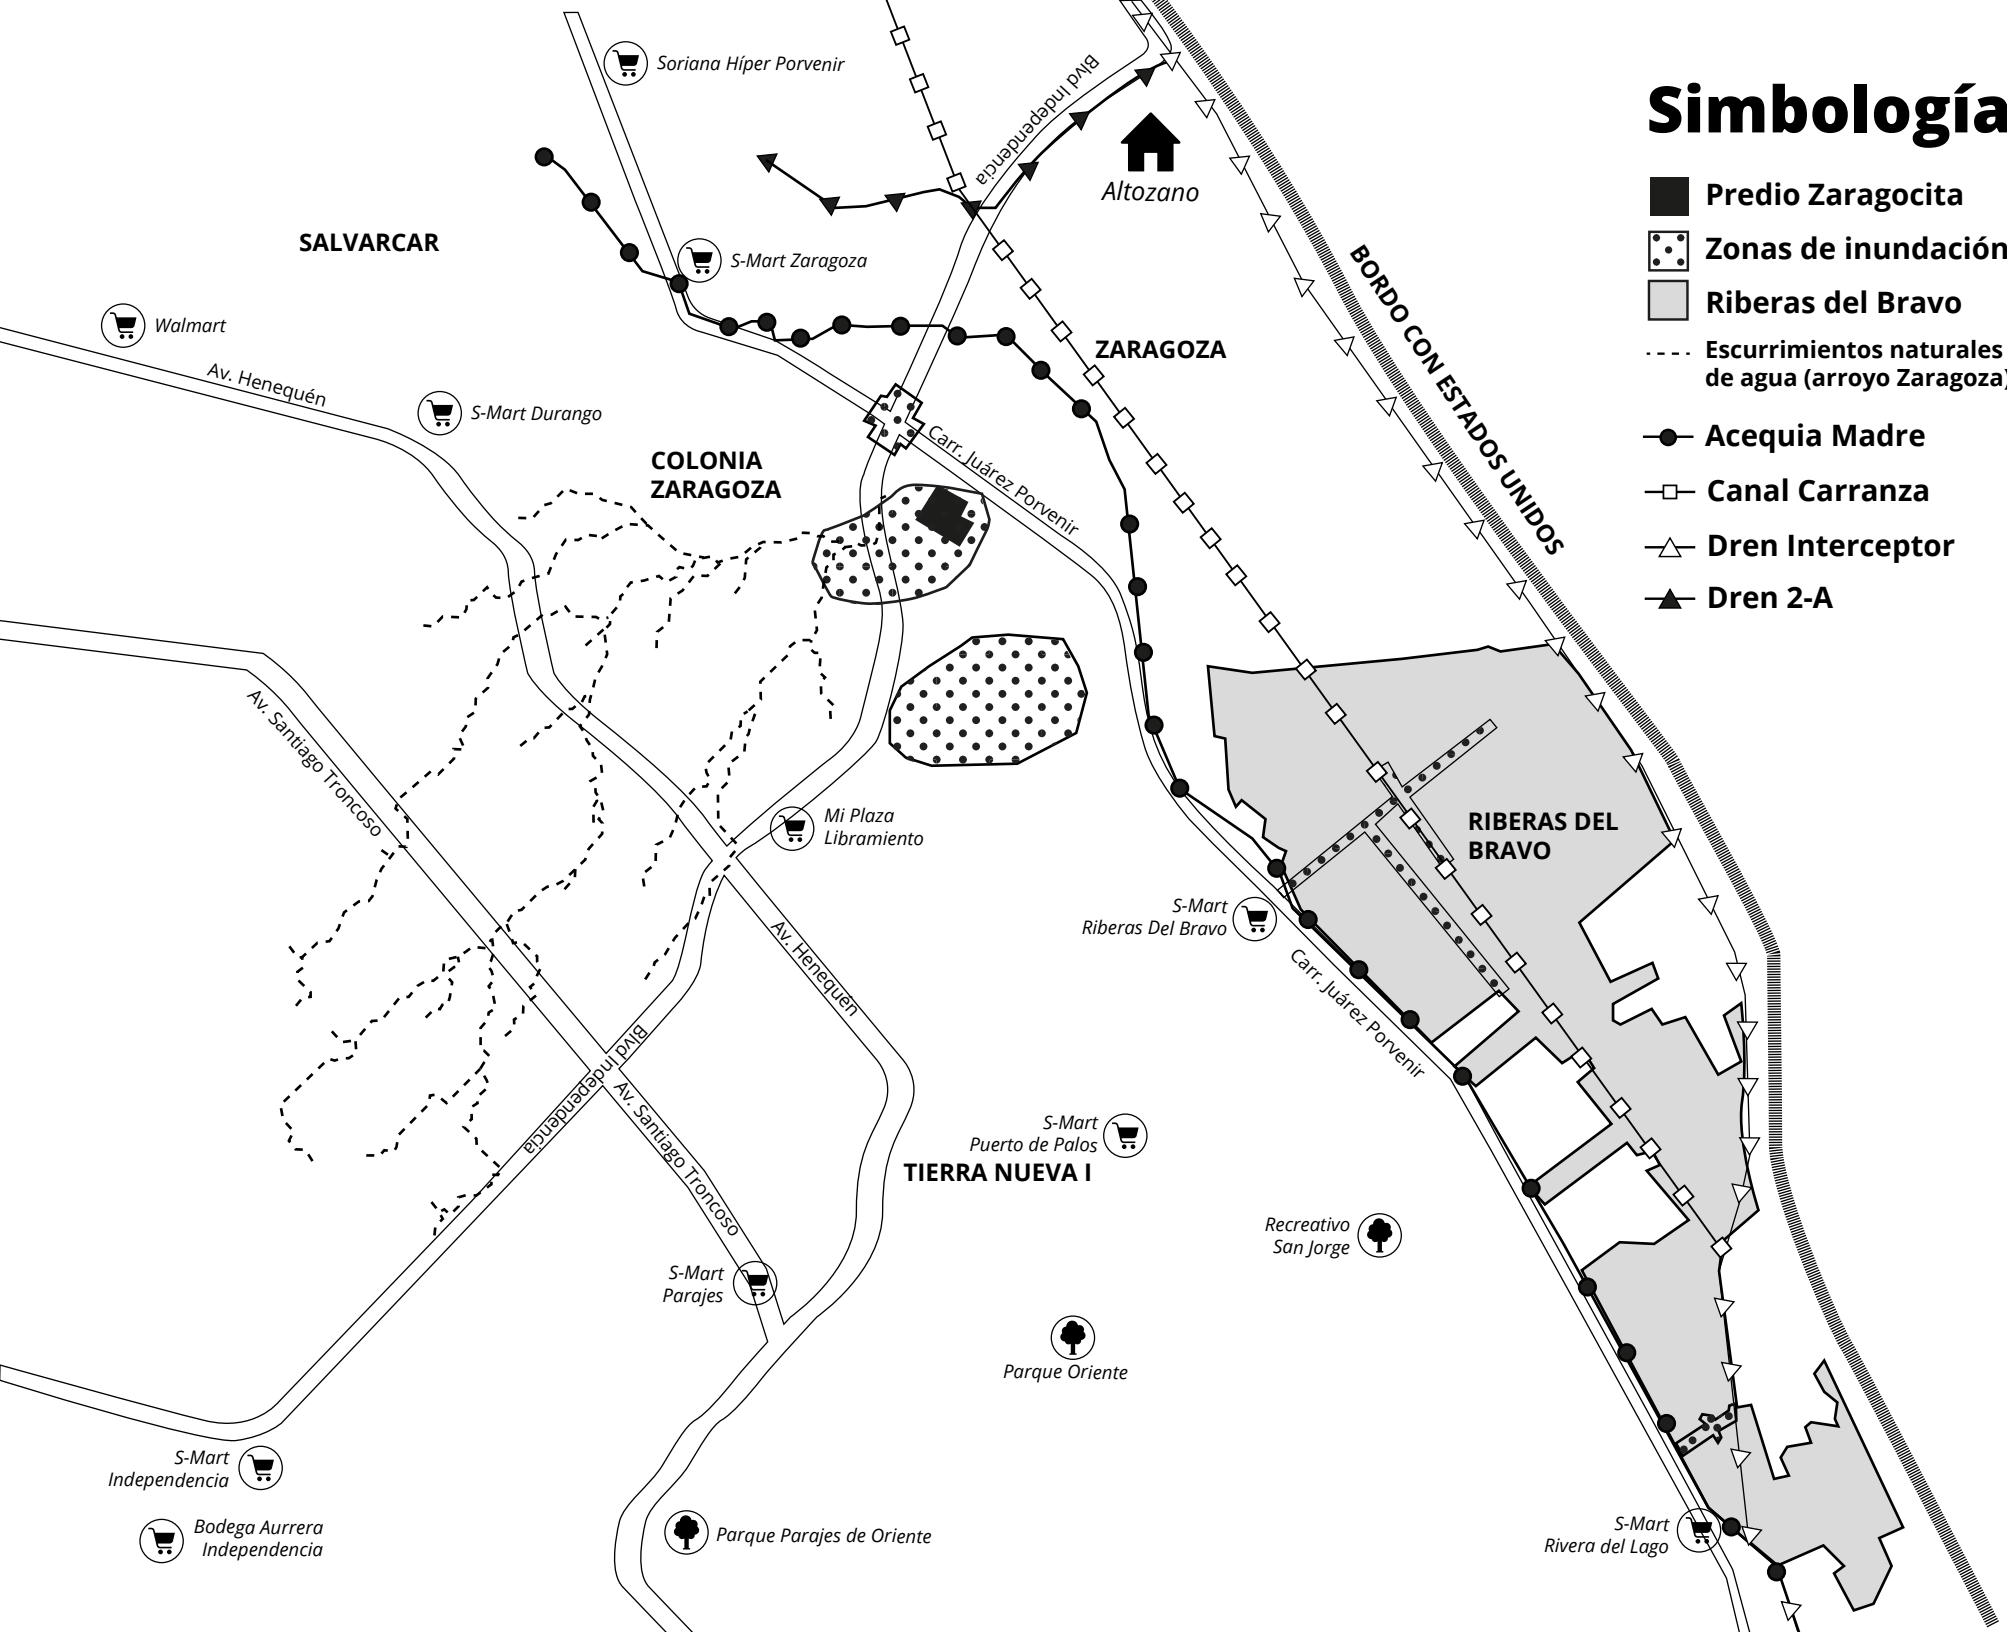 Soriana Híper Porvenir
Blvd Independencia
Altozano
SALVARCAR
S-Mart Zaragoza
Walmart
Av. Henequén
S-Mart Durango
ZARAGOZA
BORDO CON ESTADOS UNIDOS
COLONIA
ZARAGOZA
Carr. Juárez Porvenir
Simbología
Predio Zaragocita
Zonas de inundación
Riberas del Bravo
Escurrimientos naturales
de agua (arroyo Zaragoza)
Acequia Madre
Canal Carranza
Dren Interceptor
Dren 2-A
Av. Santiago Troncoso
Mi Plaza
Libramiento
RIBERAS DEL
BRAVO
S-Mart
Riberas Del Bravo
Av. Henequén
Carr. Juárez Porvenir
Blvd Independencia
Av. Santiago Troncoso
S-Mart
Puerto de Palos
TIERRA NUEVA I
Recreativo
San Jorge
S-Mart
Parajes
Parque Oriente
S-Mart
Independencia
Bodega Aurrera
Independencia
Parque Parajes de Oriente
S-Mart
Rivera del Lago